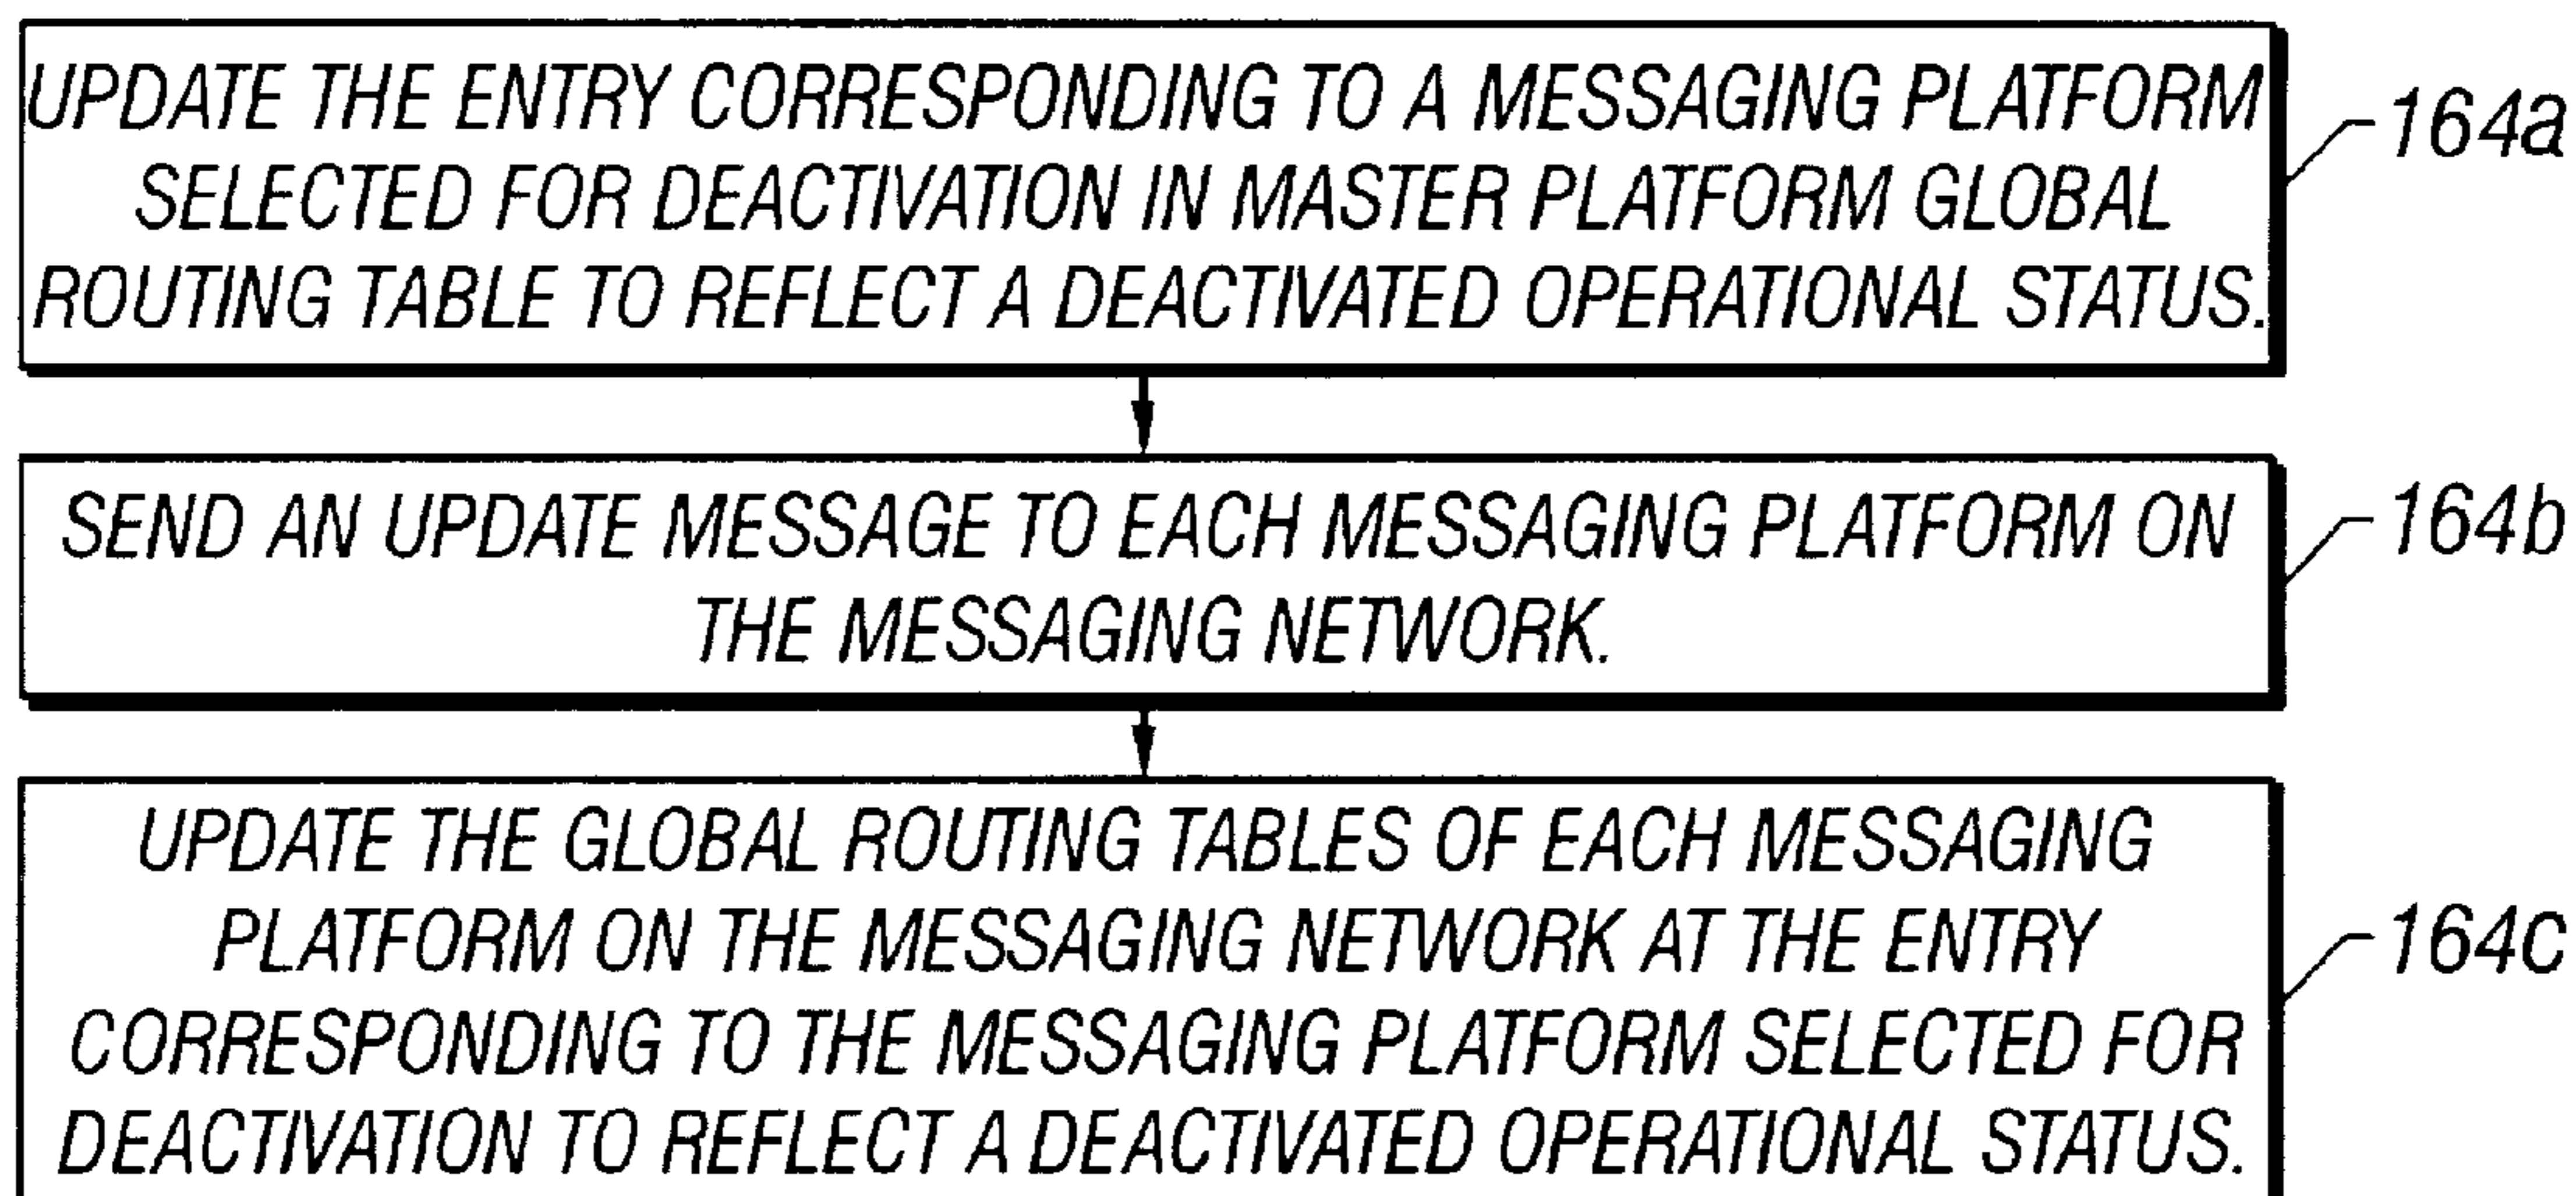 UPDATE THE ENTRY CORRESPONDING TO A MESSAGING PLATFORM
SELECTED FOR DEACTIVATION IN MASTER PLATFORM GLOBAL
ROUTING TABLE TO REFLECT A DEACTIVATED OPERATIONAL STATUS.
164a
SEND AN UPDATE MESSAGE TO EACH MESSAGING PLATFORM ON
THE MESSAGING NETWORK.
164b
UPDATE THE GLOBAL ROUTING TABLES OF EACH MESSAGING
PLATFORM ON THE MESSAGING NETWORK AT THE ENTRY
CORRESPONDING TO THE MESSAGING PLATFORM SELECTED FOR
DEACTIVATION TO REFLECT A DEACTIVATED OPERATIONAL STATUS.
164c